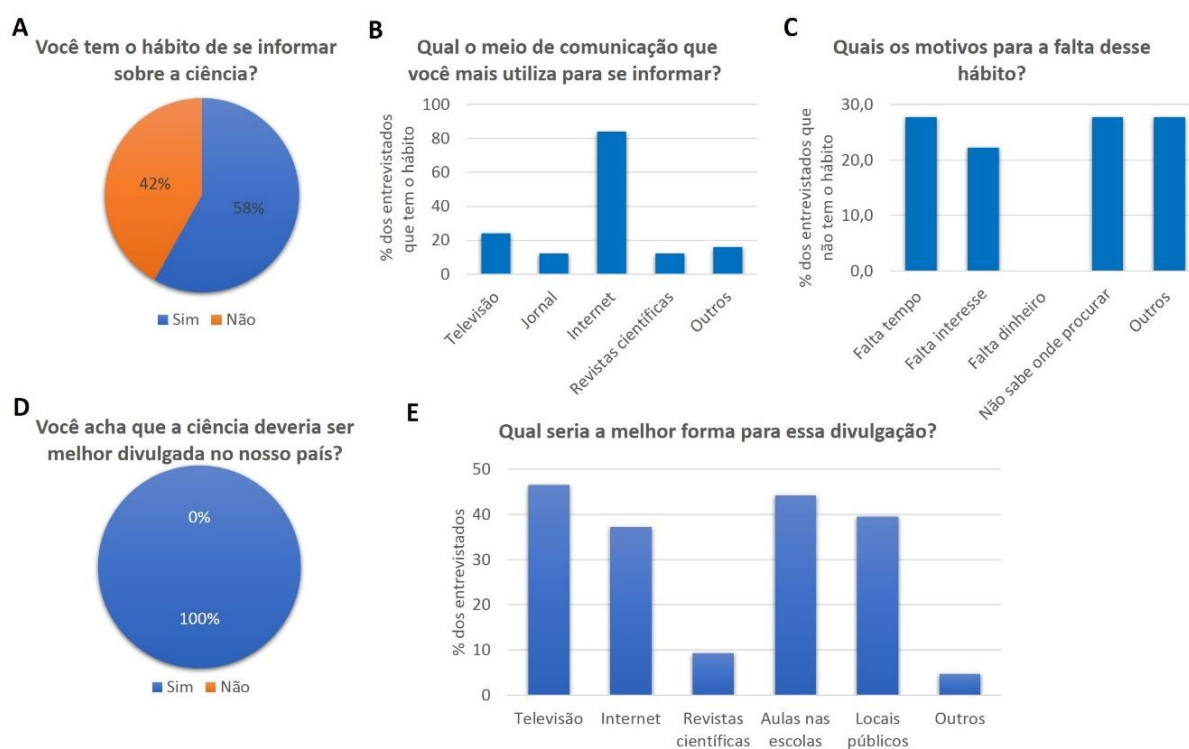 A
Você tem o hábito de se informar
sobre a ciência?
42%
58%
Sim Não
B
Qual o meio de comunicação que
você mais utiliza para se informar?
% dos entrevistados
que tem o hábito
100
80
60
40
20
0
Televisão
Jornal
Internet
Revistas científicas
Outros
C
Quais os motivos para a falta desse
hábito?
% dos entrevistados que
não tem o hábito
30,0
20,0
10,0
0,0
Falta tempo
Falta interesse
Falta dinheiro
Não sabe onde procurar
Outros
D
Você acha que a ciência deveria ser
melhor divulgada no nosso país?
0%
100%
Sim Não
E
Qual seria a melhor forma para essa divulgação?
% dos entrevistados
50
40
30
20
10
0
Televisão
Internet
Revistas
científicas
Aulas nas
escolas
Locais
públicos
Outros